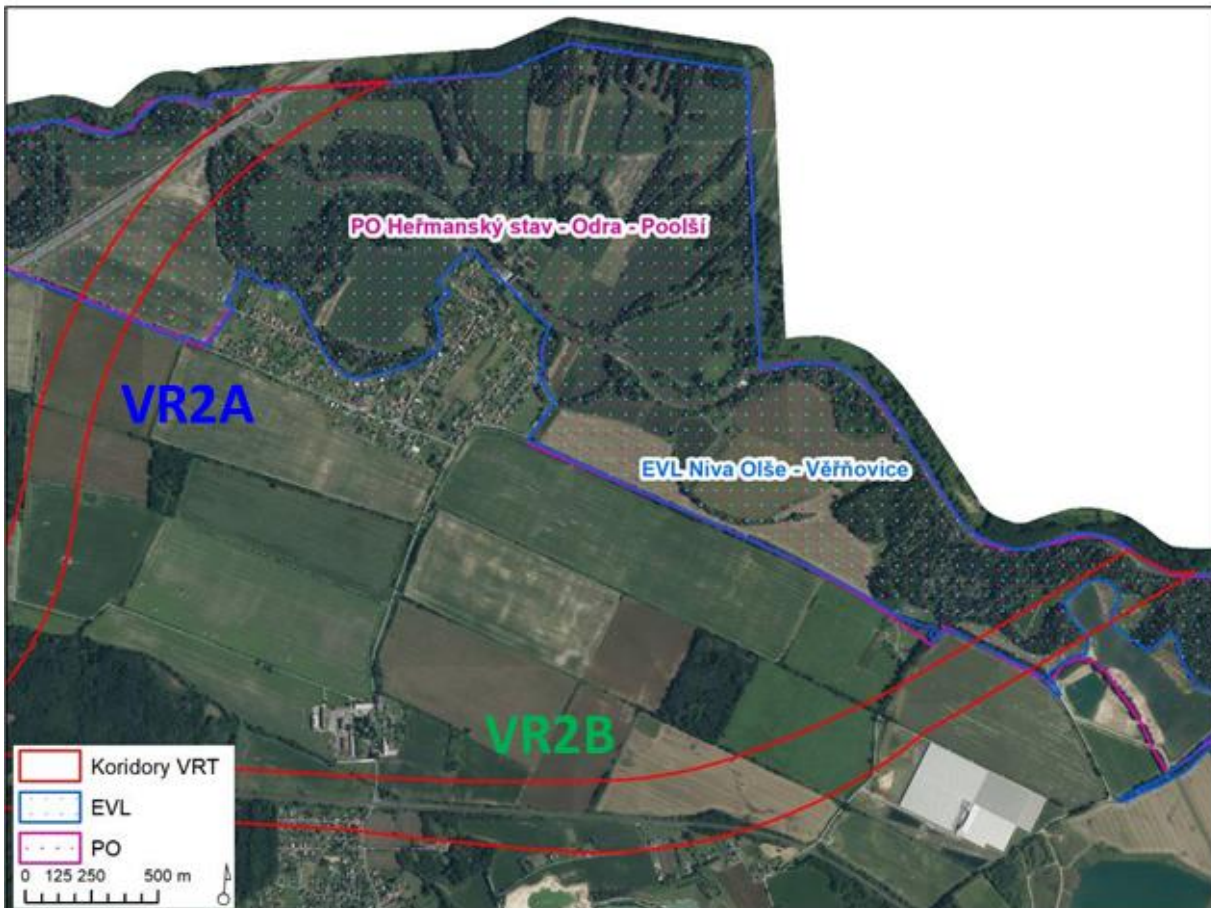 PO Heřmanský stav - Odra - Poolší
VR2A
EVL Niva Olše - Věřňovice
VR2B
Koridory VRT
EVL
PO
0 125 250 500 m